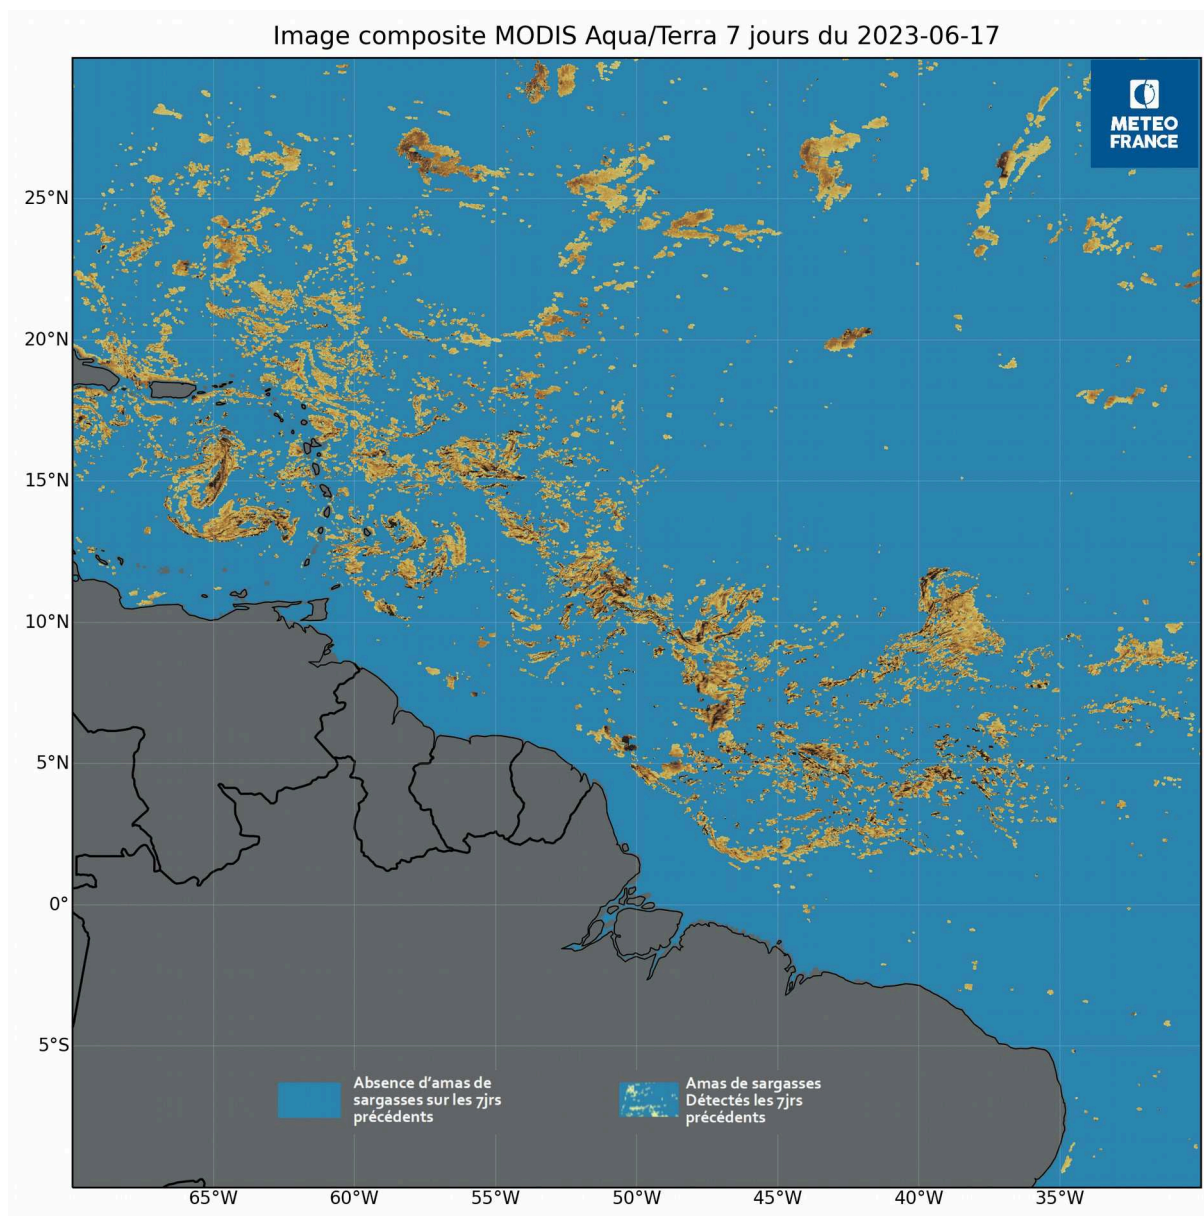 Image composite MODIS Aqua/Terra 7 jours du 2023-06-17
METEO
FRANCE
25°N
20°N
15°N
10°N
5°N
0°
5°S
Absence d'amas de
sargasses sur les 7jrs
précédents
Amas de sargasses
Détectés les 7jrs
précédents
65°W 60°W 55°W 50°W 45°W 40°W 35°W